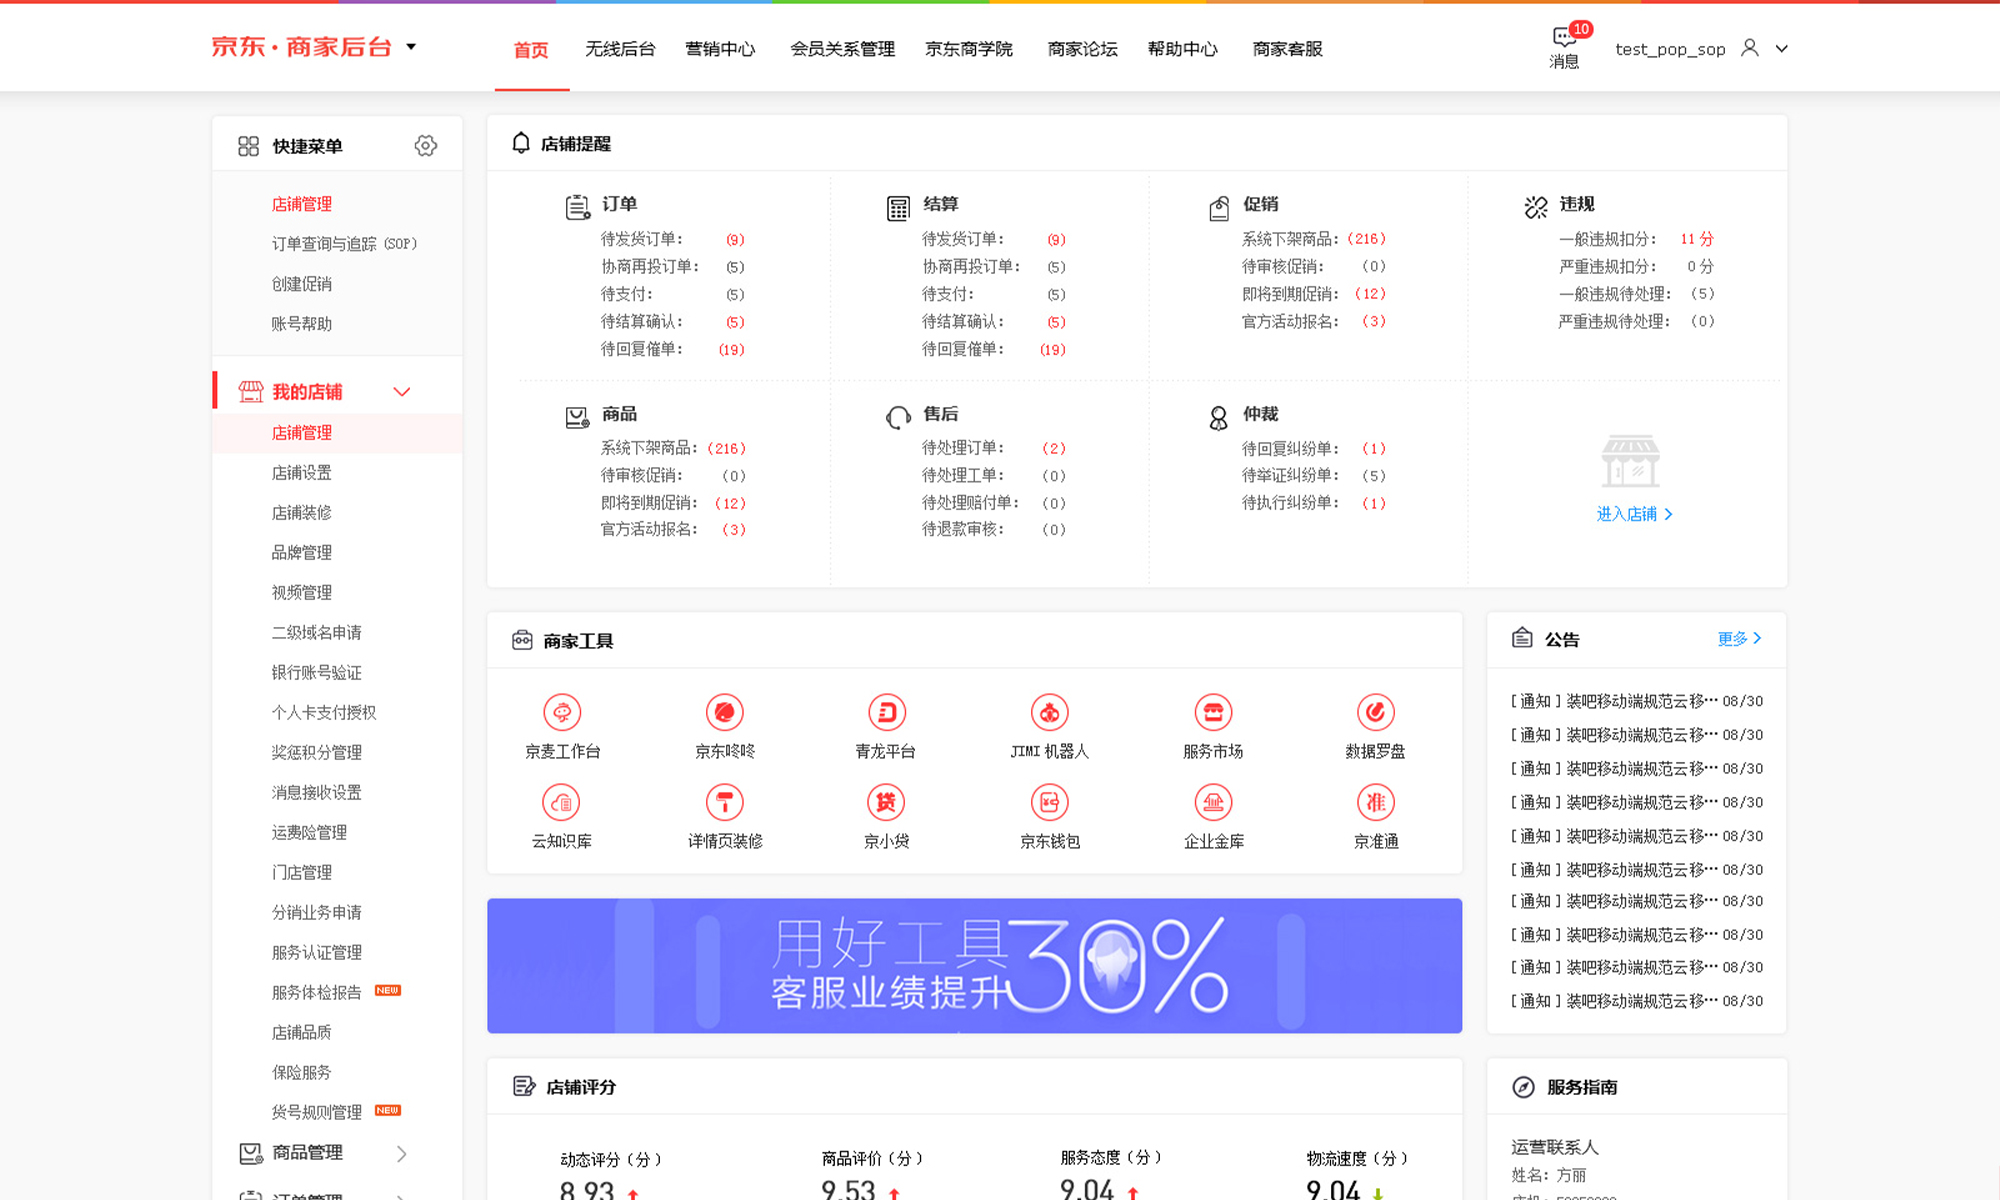 京东·商家后台
首页 无线后台 营销中心 会员关系管理 京东商学院 商家论坛 帮助中心 商家客服
10
消息
test_pop_sop
快捷菜单
店铺管理
订单查询与追踪 (SOP)
创建促销
账号帮助
我的店铺
店铺管理
店铺设置
店铺装修
品牌管理
视频管理
二级域名申请
银行账号验证
个人卡支付授权
奖惩积分管理
消息接收设置
运费险管理
门店管理
分销业务申请
服务认证管理
服务体检报告 NEW
店铺品质
保险服务
货号规则管理 NEW
商品管理
订单管理
店铺提醒
订单
待发货订单: (9)
协商再投订单: (5)
待支付: (5)
待结算确认: (5)
待回复催单: (19)
结算
待发货订单: (9)
协商再投订单: (5)
待支付: (5)
待结算确认: (5)
待回复催单: (19)
促销
系统下架商品: (216)
待审核促销: (0)
即将到期促销: (12)
官方活动报名: (3)
违规
一般违规扣分: 11 分
严重违规扣分: 0 分
一般违规待处理: (5)
严重违规待处理: (0)
商品
系统下架商品: (216)
待审核促销: (0)
即将到期促销: (12)
官方活动报名: (3)
售后
待处理订单: (2)
待处理工单: (0)
待处理赔付单: (0)
待退款审核: (0)
仲裁
待回复纠纷单: (1)
待举证纠纷单: (5)
待执行纠纷单: (1)
进入店铺
商家工具
京麦工作台 京东咚咚 青龙平台 JIMI 机器人 服务市场 数据罗盘
贷 准
云知识库 详情页装修 京小贷 京东钱包 企业金库 京准通
公告 更多
[通知] 装吧移动端规范云移… 08/30
[通知] 装吧移动端规范云移… 08/30
[通知] 装吧移动端规范云移… 08/30
[通知] 装吧移动端规范云移… 08/30
[通知] 装吧移动端规范云移… 08/30
[通知] 装吧移动端规范云移… 08/30
[通知] 装吧移动端规范云移… 08/30
[通知] 装吧移动端规范云移… 08/30
[通知] 装吧移动端规范云移… 08/30
[通知] 装吧移动端规范云移… 08/30
用好工具
客服业绩提升
30%
店铺评分
动态评分（分） 商品评价（分） 服务态度（分） 物流速度（分）
8.93 9.53 9.04 9.04
服务指南
运营联系人
姓名: 方丽